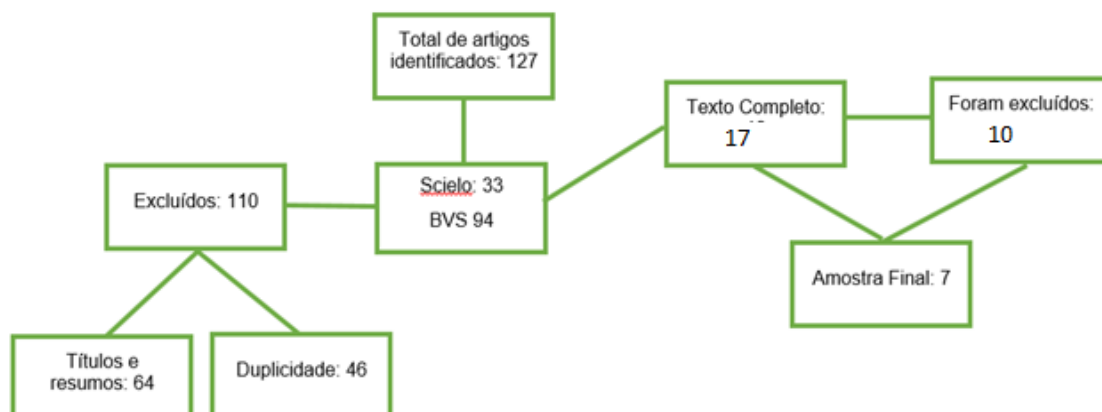 Total de artigos
identificados: 127
Scielo: 33
BVS 94
Excluídos: 110
Títulos e
resumos: 64
Duplicidade: 46
Texto Completo:
17
Foram excluídos:
10
Amostra Final: 7